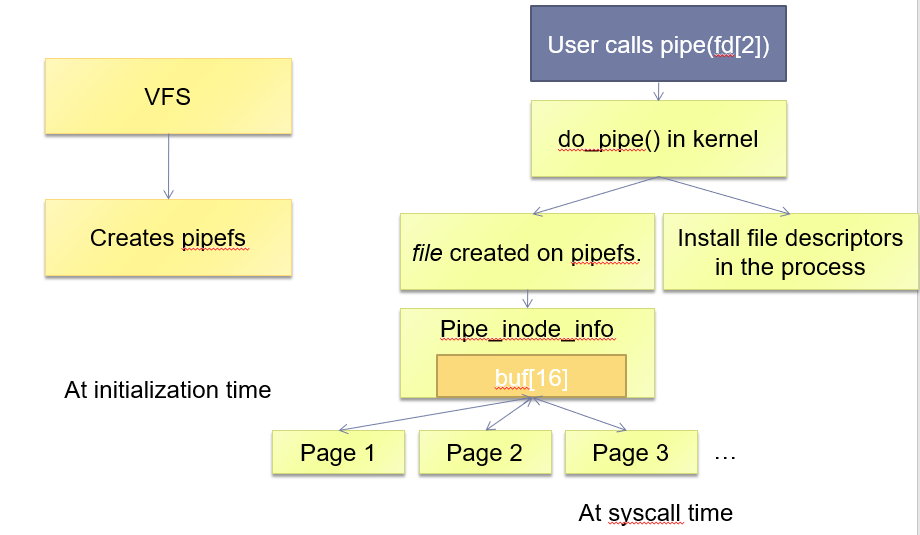 User calls pipe(fd[2])
VFS
do_pipe() in kernel
Creates pipefs
file created on pipefs.
Install file descriptors
in the process
Pipe_inode_info
buf[16]
At initialization time
Page 1
Page 2
Page 3
...
At syscall time